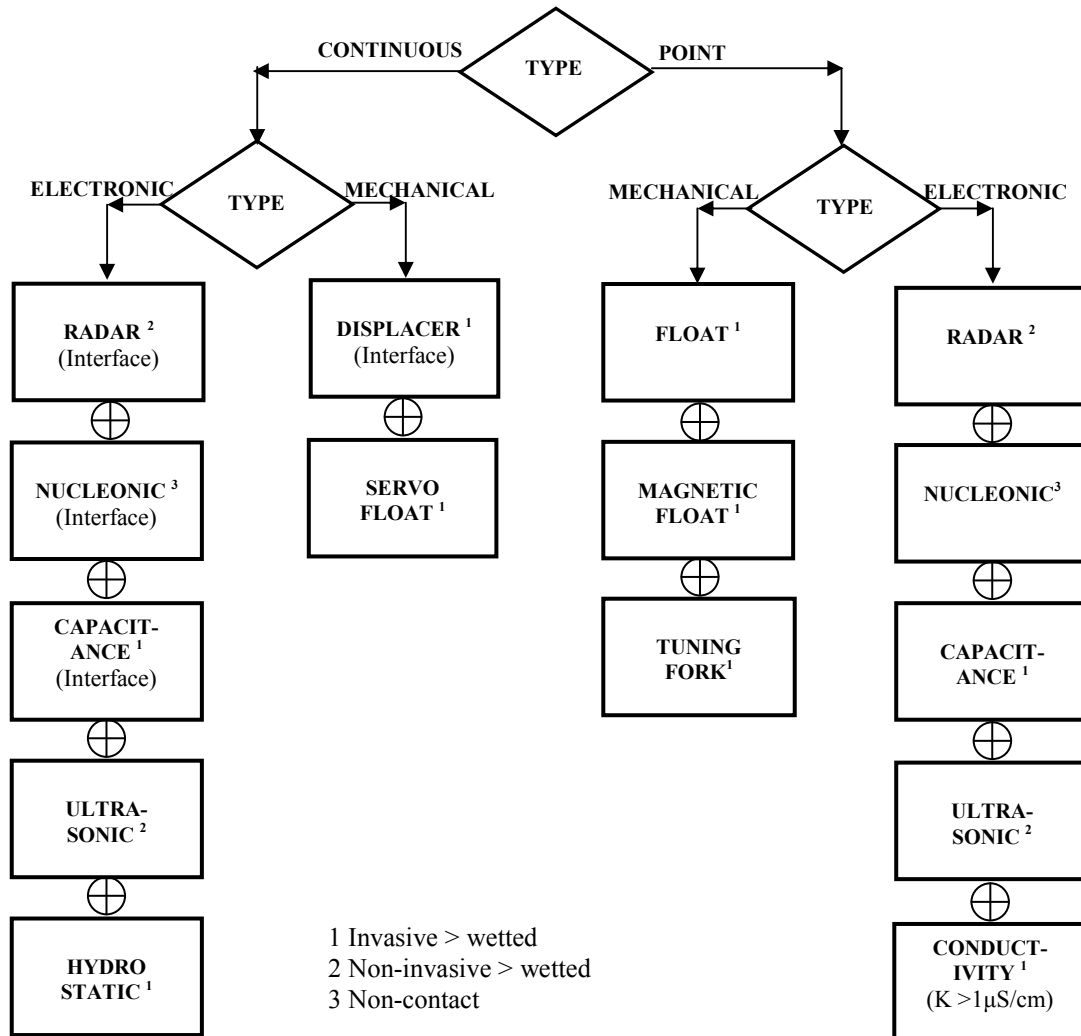 CONTINUOUS
TYPE
POINT
ELECTRONIC
TYPE
MECHANICAL
MECHANICAL
TYPE
ELECTRONIC
RADAR ²
(Interface)
DISPLACER ¹
(Interface)
FLOAT ¹
RADAR ²
NUCLEONIC ³
(Interface)
SERVO
FLOAT ¹
MAGNETIC
FLOAT ¹
NUCLEONIC³
CAPACIT-
ANCE ¹
(Interface)
TUNING
FORK¹
CAPACIT-
ANCE ¹
ULTRA-
SONIC ²
ULTRA-
SONIC ²
HYDRO
STATIC ¹
1 Invasive > wetted
2 Non-invasive > wetted
3 Non-contact
CONDUCT-
IVITY ¹
(K >1µS/cm)